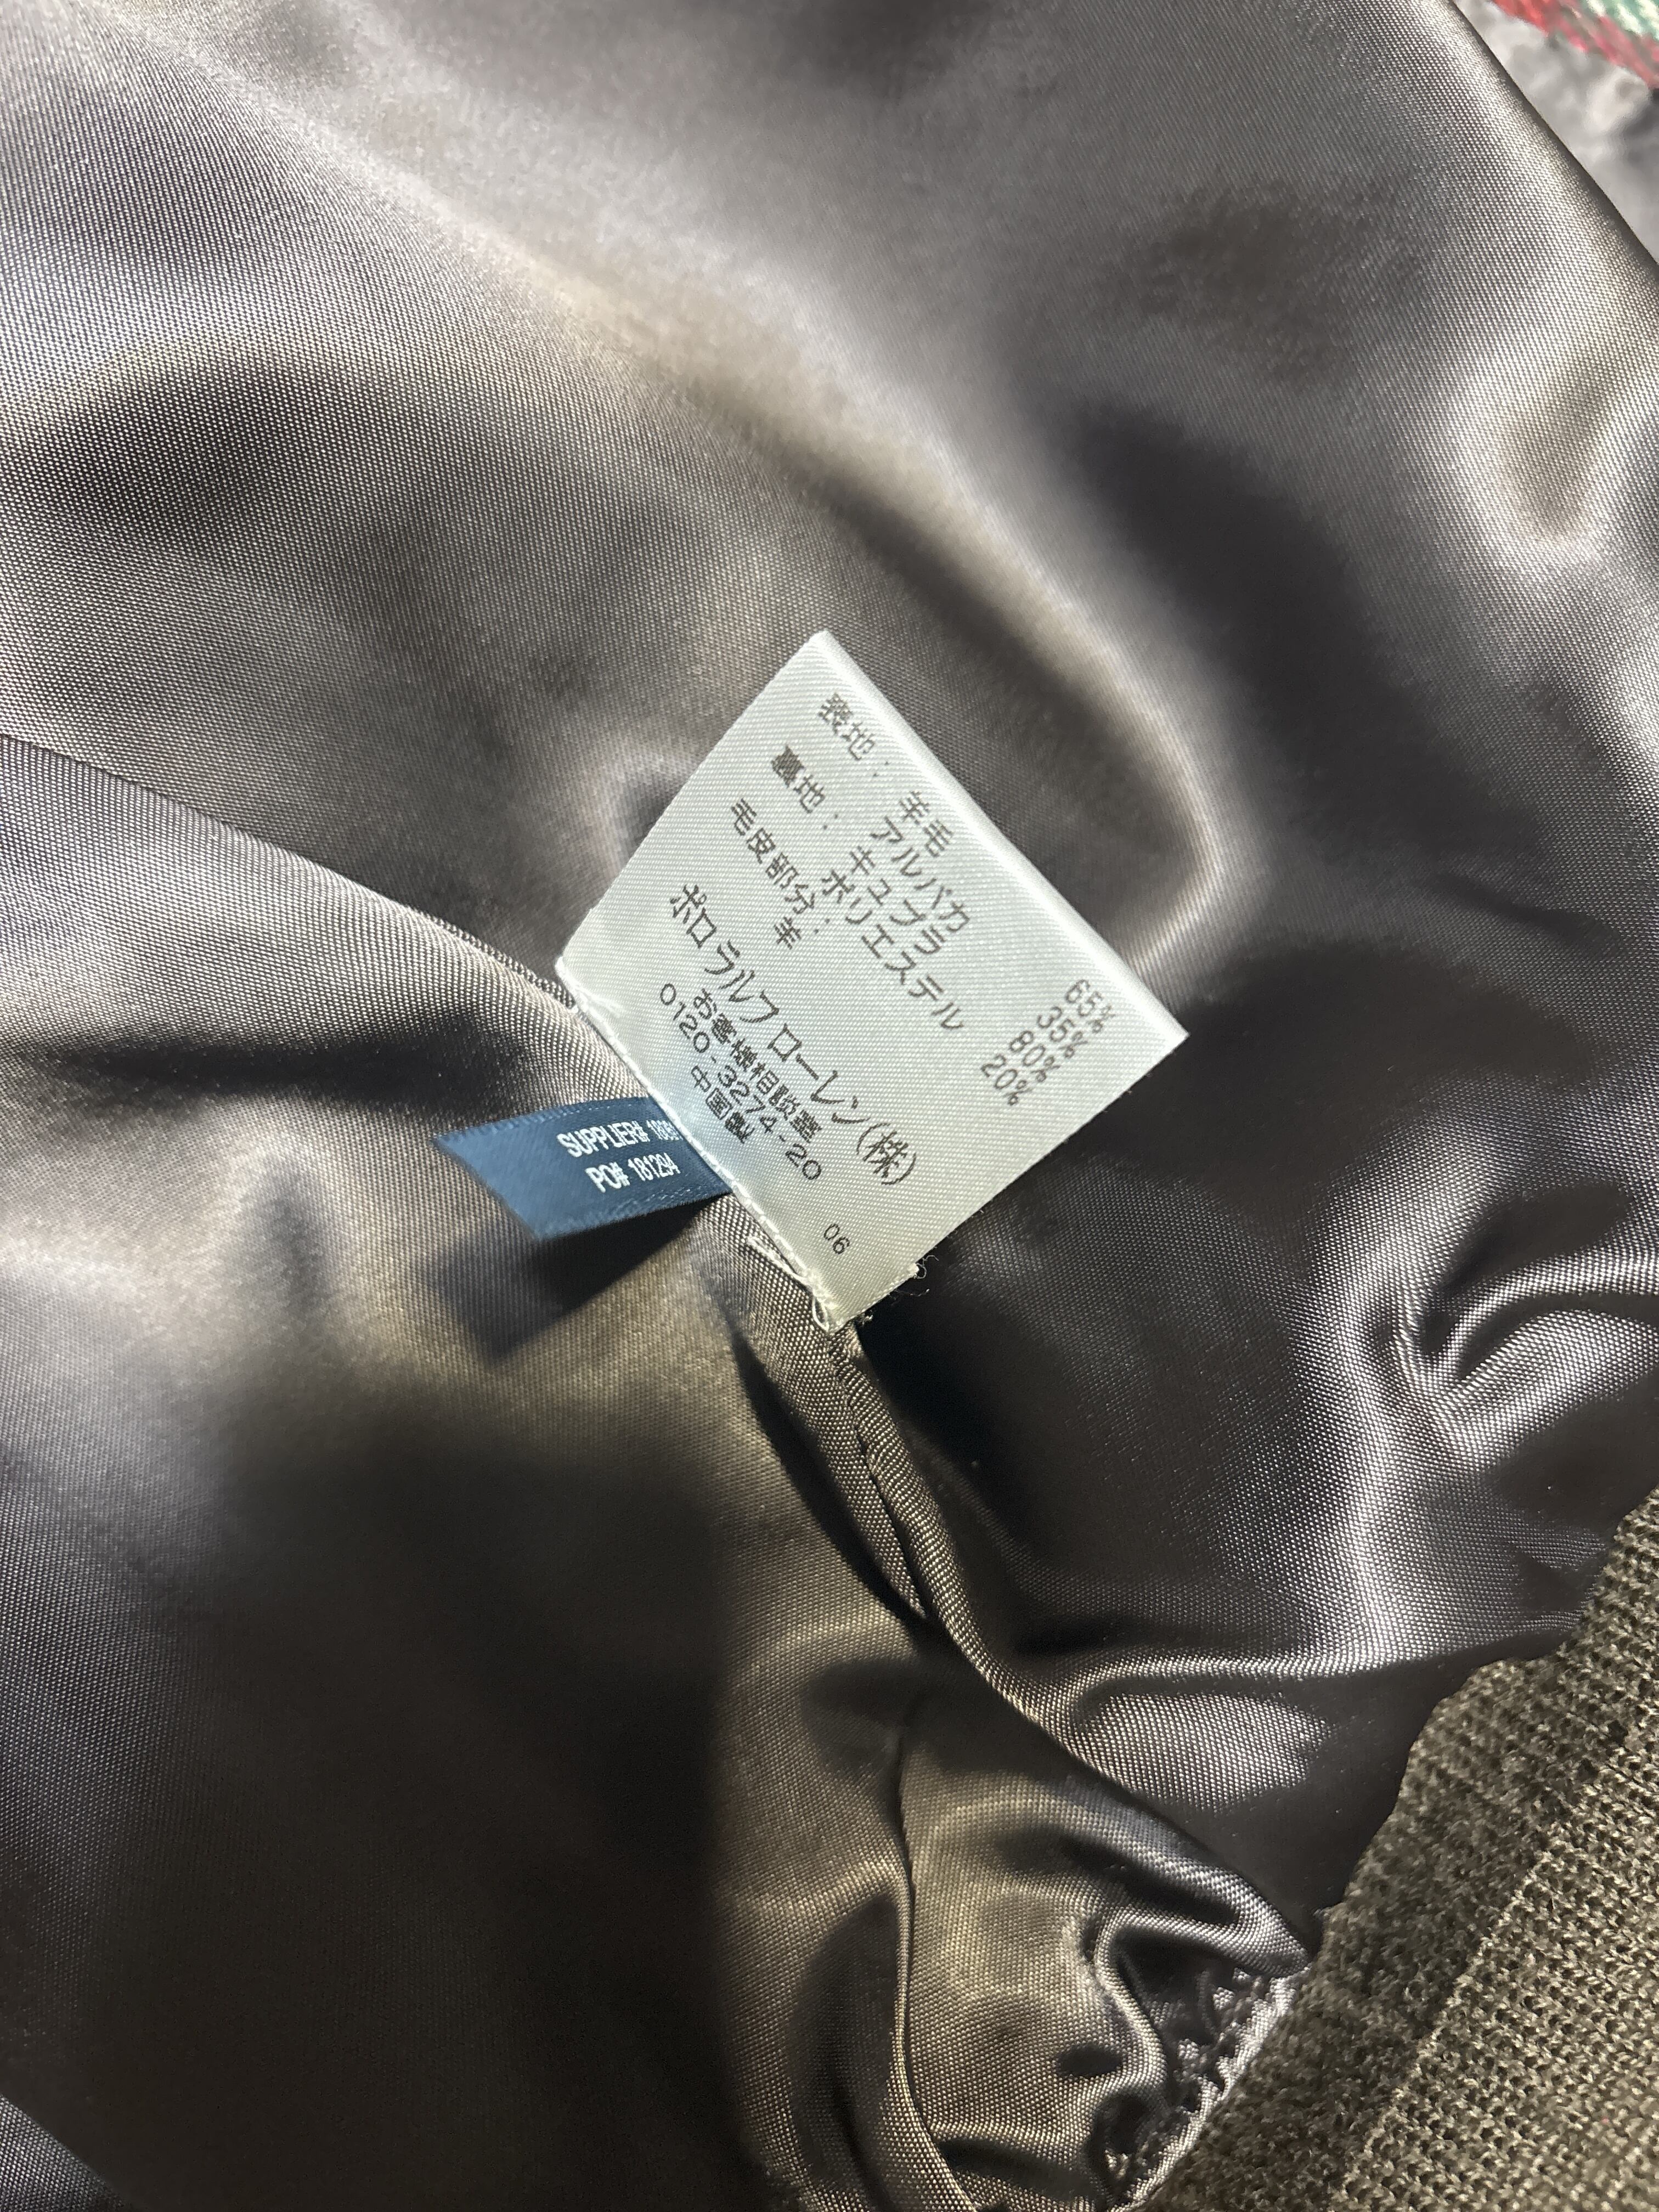 表地： 羊毛 65%
アルパカ 35%
裏地： キュプラ 80%
ポリエステル 20%
毛皮部分：
羊
ポロ ラルフ ローレン(株)
お客様相談室
0120-3274-20
中国製
06
SUPPLIER#
PO# 181294